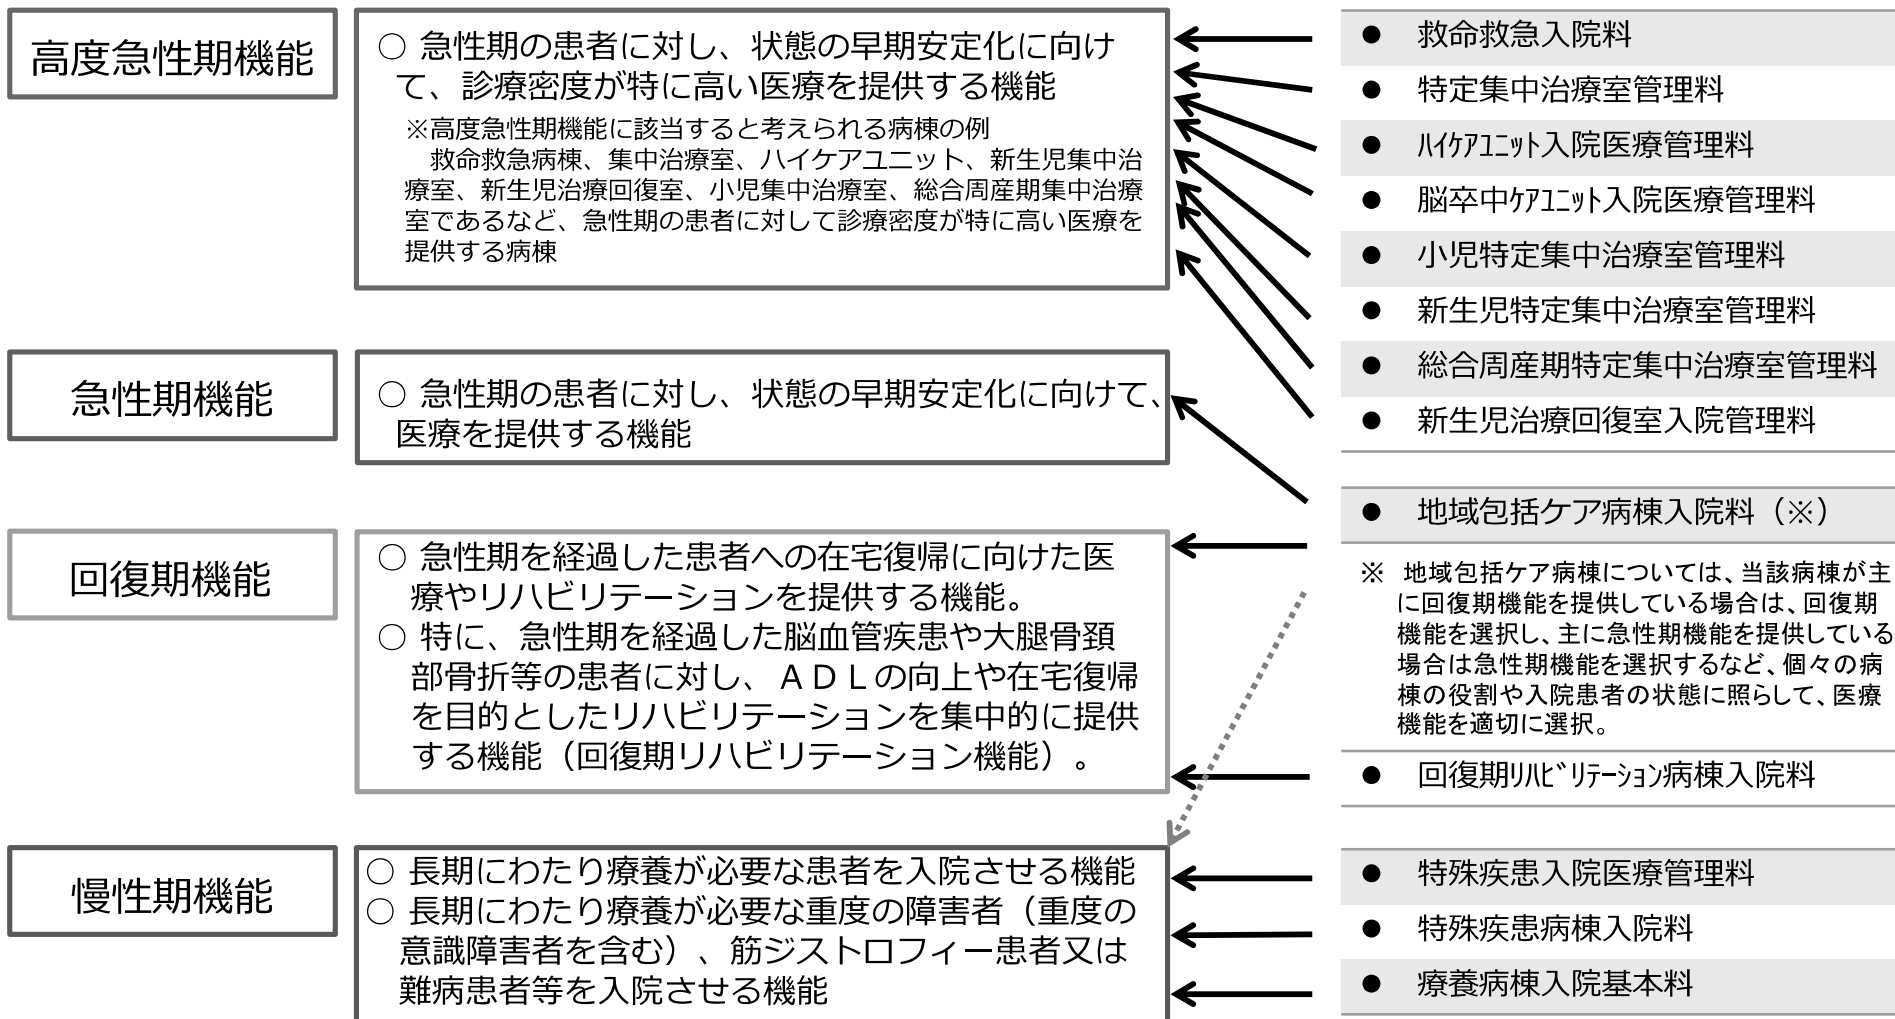 高度急性期機能
○ 急性期の患者に対し、状態の早期安定化に向け
て、診療密度が特に高い医療を提供する機能
※高度急性期機能に該当すると考えられる病棟の例
救命救急病棟、集中治療室、ハイケアユニット、新生児集中治
療室、新生児治療回復室、小児集中治療室、総合周産期集中治療
室であるなど、急性期の患者に対して診療密度が特に高い医療を
提供する病棟
● 救命救急入院料
● 特定集中治療室管理料
● ﾊｲｹｱﾕﾆｯﾄ入院医療管理料
● 脳卒中ｹｱﾕﾆｯﾄ入院医療管理料
● 小児特定集中治療室管理料
● 新生児特定集中治療室管理料
● 総合周産期特定集中治療室管理料
● 新生児治療回復室入院管理料
急性期機能
○ 急性期の患者に対し、状態の早期安定化に向けて、
医療を提供する機能
● 地域包括ケア病棟入院料（※）
※ 地域包括ケア病棟については、当該病棟が主
に回復期機能を提供している場合は、回復期
機能を選択し、主に急性期機能を提供している
場合は急性期機能を選択するなど、個々の病
棟の役割や入院患者の状態に照らして、医療
機能を適切に選択。
回復期機能
○ 急性期を経過した患者への在宅復帰に向けた医
療やリハビリテーションを提供する機能。
○ 特に、急性期を経過した脳血管疾患や大腿骨頚
部骨折等の患者に対し、ＡＤＬの向上や在宅復帰
を目的としたリハビリテーションを集中的に提供
する機能（回復期リハビリテーション機能）。
● 回復期ﾘﾊﾋﾞﾘﾃｰｼｮﾝ病棟入院料
慢性期機能
○ 長期にわたり療養が必要な患者を入院させる機能
○ 長期にわたり療養が必要な重度の障害者（重度の
意識障害者を含む）、筋ジストロフィー患者又は
難病患者等を入院させる機能
● 特殊疾患入院医療管理料
● 特殊疾患病棟入院料
● 療養病棟入院基本料